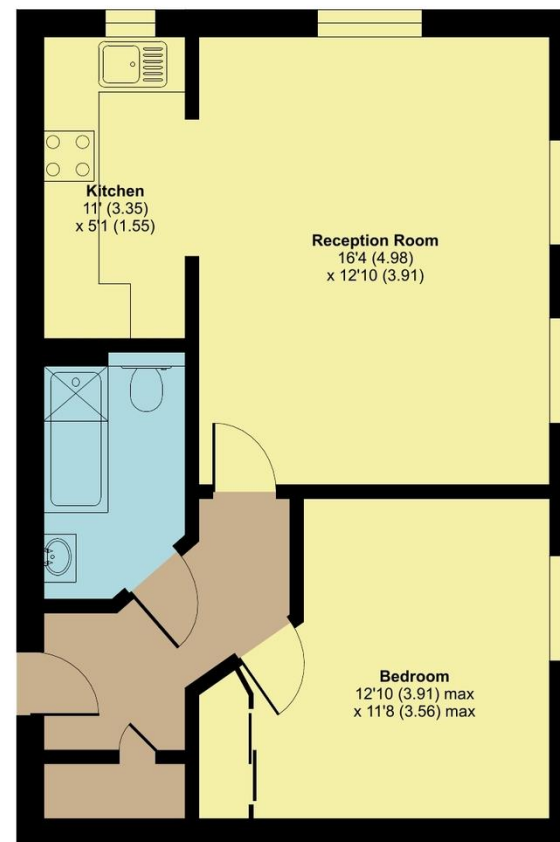 Kitchen
11' (3.35)
x 5'1 (1.55)
Reception Room
16'4 (4.98)
x 12'10 (3.91)
Bedroom
12'10 (3.91) max
x 11'8 (3.56) max